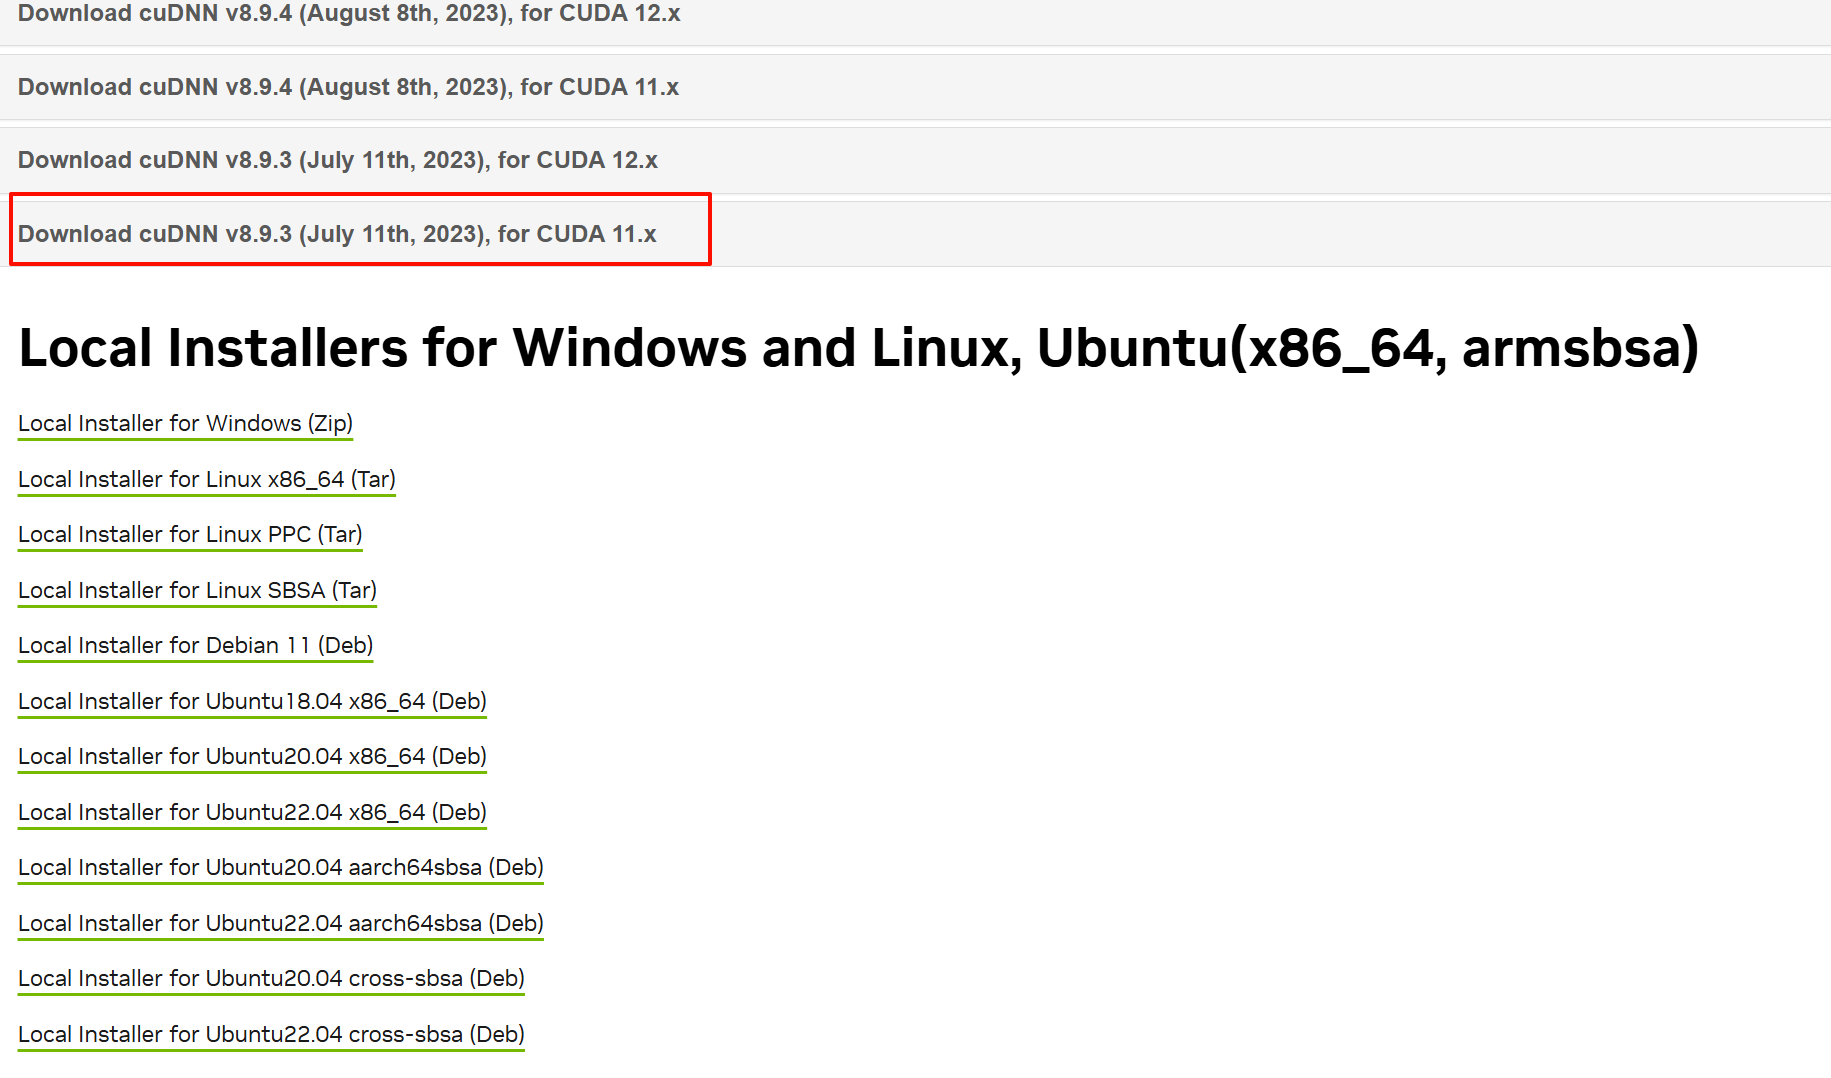 Download cuDNN v8.9.4 (August 8th, 2023), for CUDA 12.x
Download cuDNN v8.9.4 (August 8th, 2023), for CUDA 11.x
Download cuDNN v8.9.3 (July 11th, 2023), for CUDA 12.x
Download cuDNN v8.9.3 (July 11th, 2023), for CUDA 11.x
Local Installers for Windows and Linux, Ubuntu(x86_64, armsbsa)
Local Installer for Windows (Zip)
Local Installer for Linux x86_64 (Tar)
Local Installer for Linux PPC (Tar)
Local Installer for Linux SBSA (Tar)
Local Installer for Debian 11 (Deb)
Local Installer for Ubuntu18.04 x86_64 (Deb)
Local Installer for Ubuntu20.04 x86_64 (Deb)
Local Installer for Ubuntu22.04 x86_64 (Deb)
Local Installer for Ubuntu20.04 aarch64sbsa (Deb)
Local Installer for Ubuntu22.04 aarch64sbsa (Deb)
Local Installer for Ubuntu20.04 cross-sbsa (Deb)
Local Installer for Ubuntu22.04 cross-sbsa (Deb)